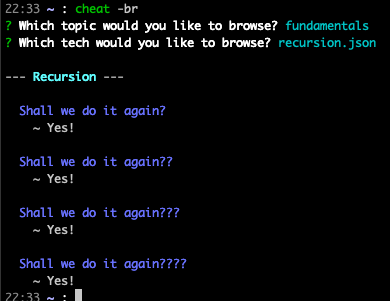 22:33 ~ : cheat -br
? Which topic would you like to browse? fundamentals
? Which tech would you like to browse? recursion.json
--- Recursion ---
Shall we do it again?
~ Yes!
Shall we do it again??
~ Yes!
Shall we do it again???
~ Yes!
Shall we do it again????
~ Yes!
22:33 ~ :